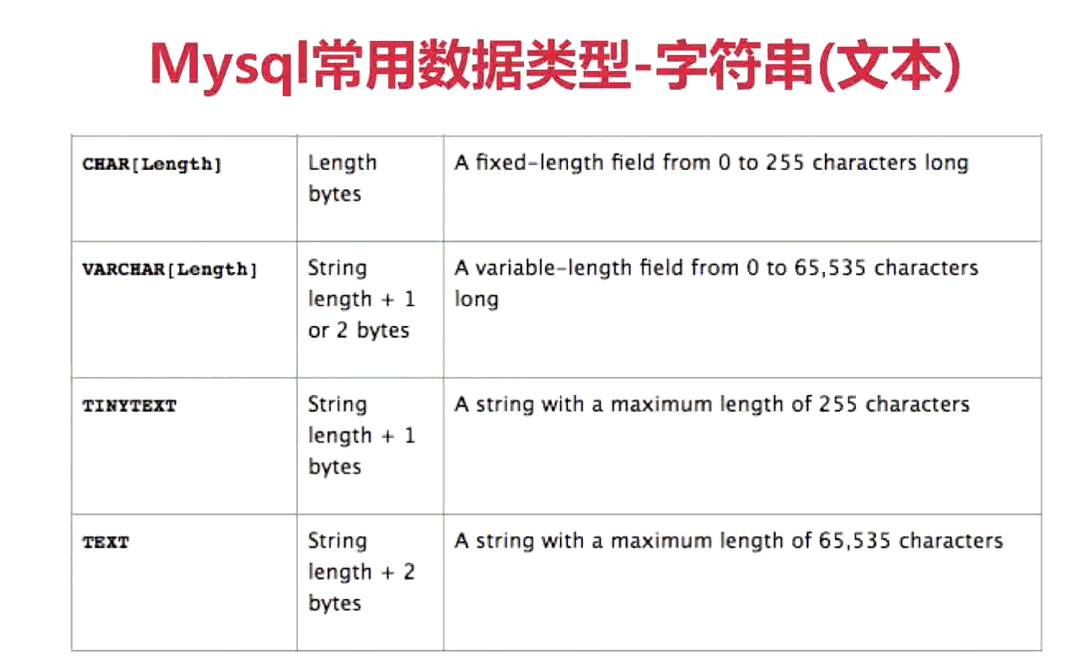 Mysql常用数据类型-字符串(文本)
CHAR[Length]
Length
bytes
A fixed-length field from 0 to 255 characters long
VARCHAR[Length]
String
length + 1
or 2 bytes
A variable-length field from 0 to 65,535 characters
long
TINYTEXT
String
length + 1
bytes
A string with a maximum length of 255 characters
TEXT
String
length + 2
bytes
A string with a maximum length of 65,535 characters